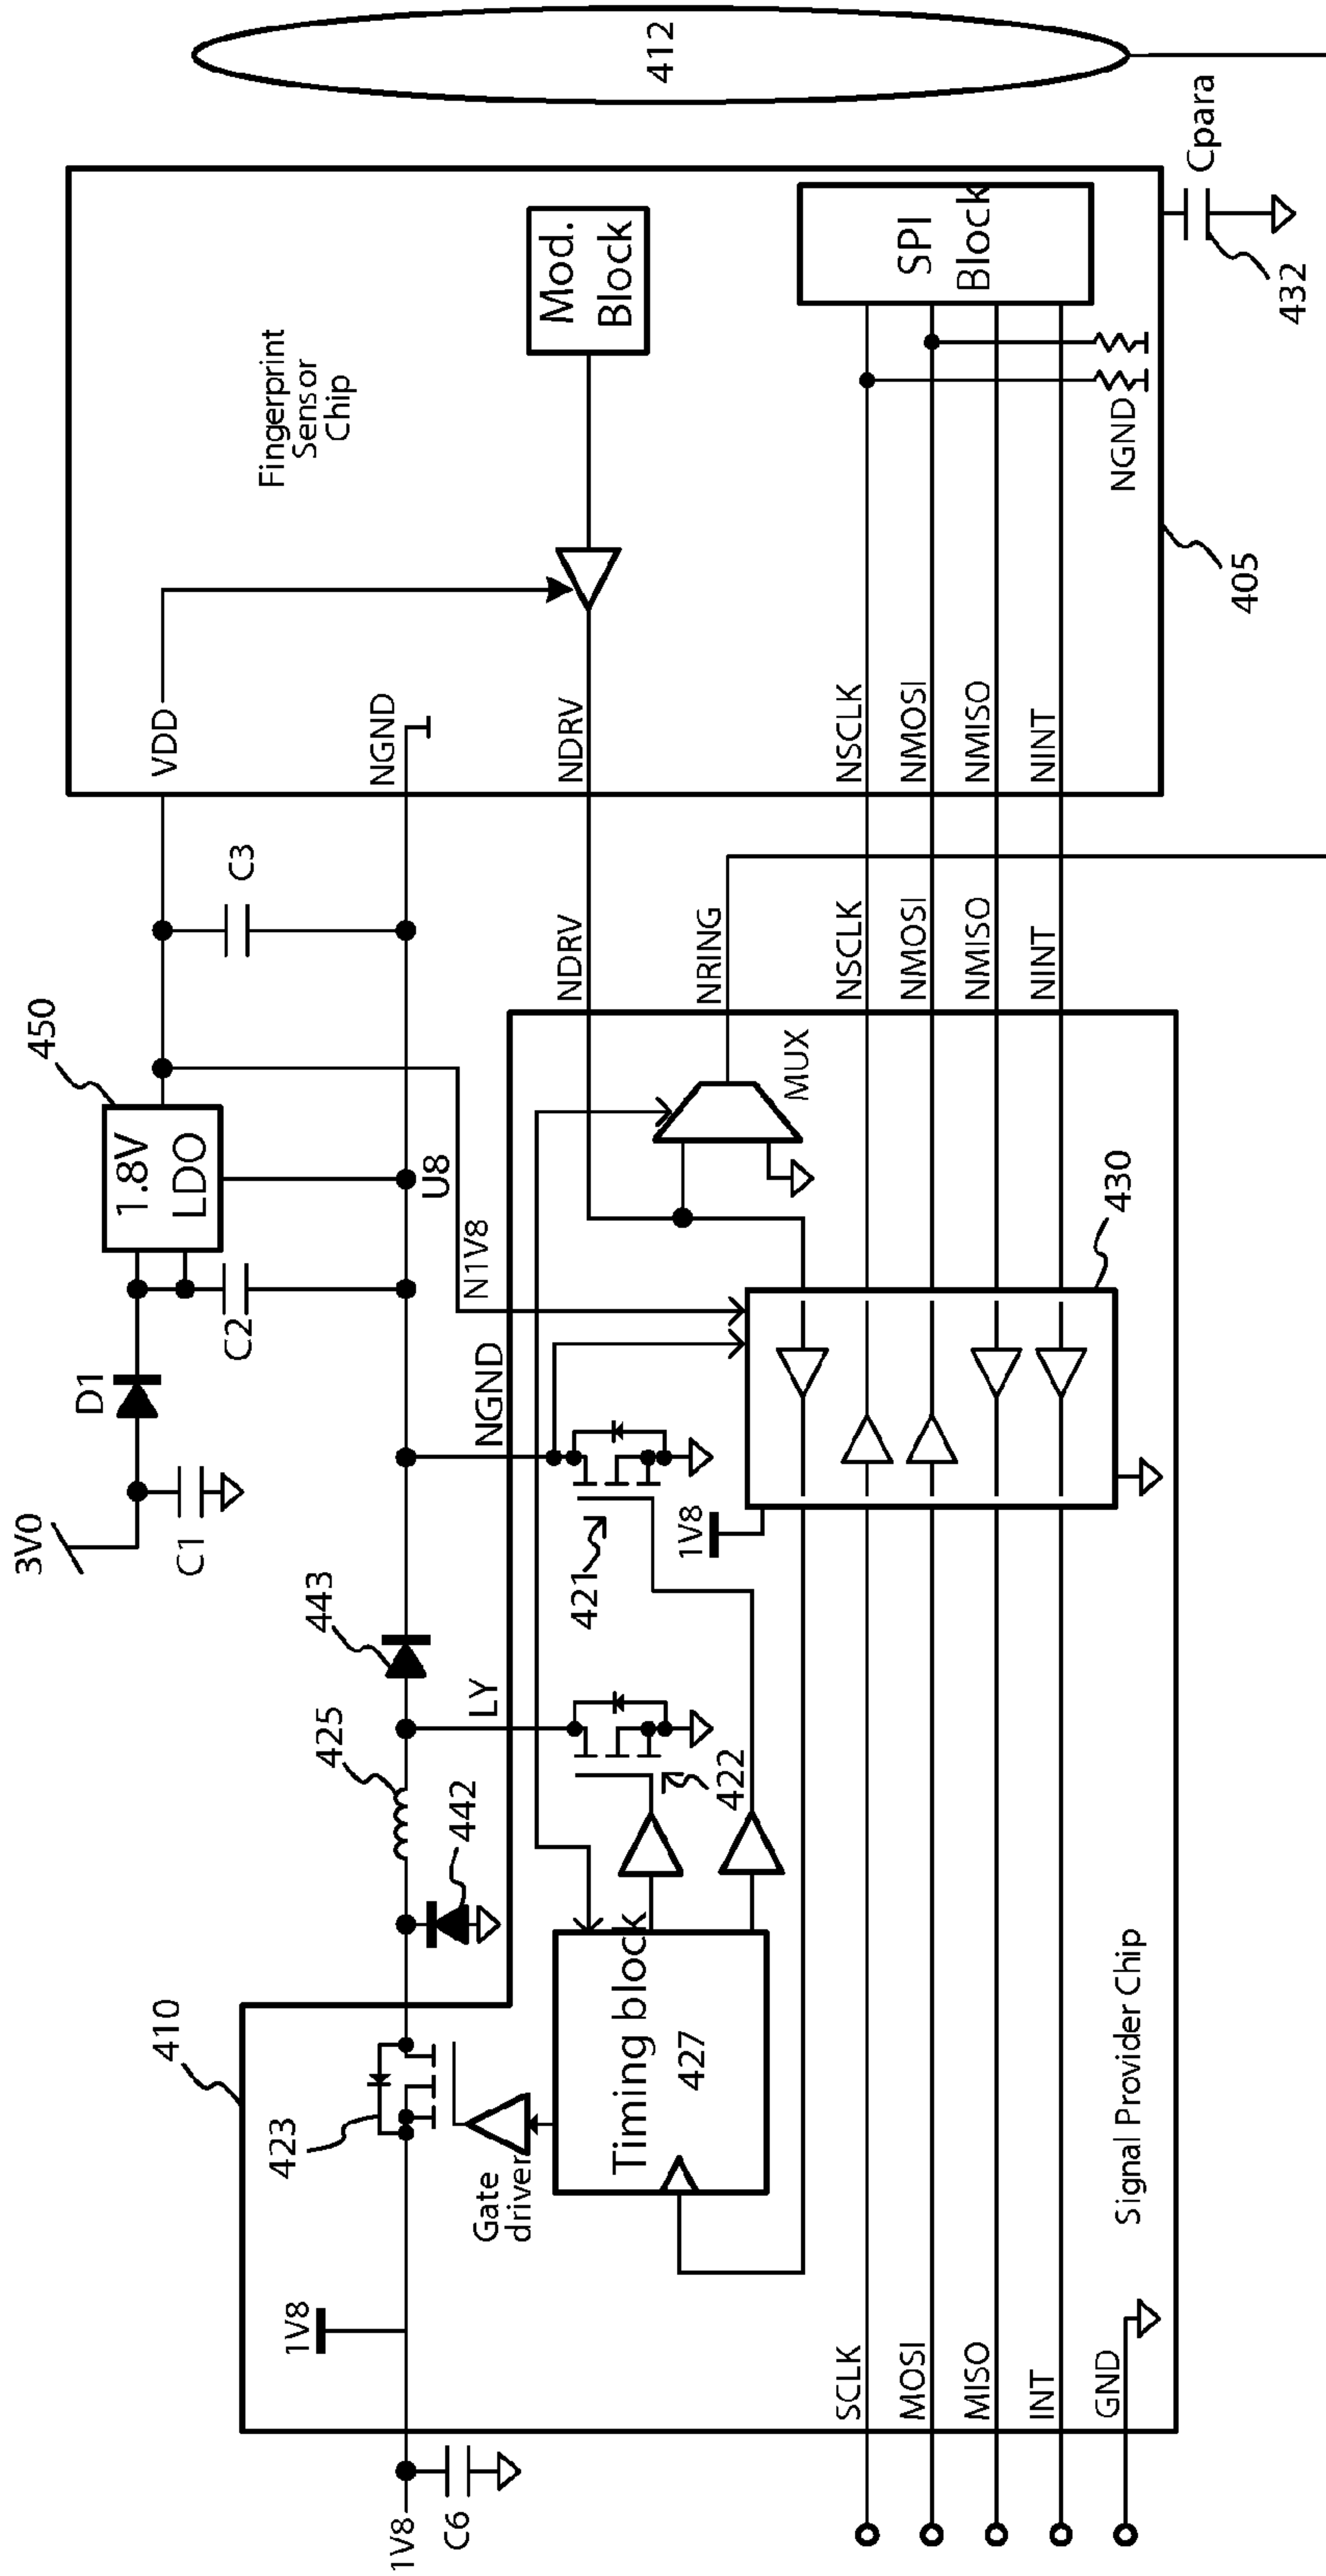 412
Fingerprint
Sensor
Chip
Mod.
Block
SPI
Block
Cpara
432
405
VDD
NGND
NDRV
NSCLK
NMOSI
NMISO
NINT
NGND
450
1.8V
LDO
C3
U8
N1V8
C2
D1
3V0
C1
NDRV
NRING
NSCLK
NMOSI
NMISO
NINT
MUX
430
NGND
421
1V8
443
LY
425
442
422
410
423
Gate
driver
Timing block
427
Signal Provider Chip
1V8
1V8
C6
SCLK
MOSI
MISO
INT
GND